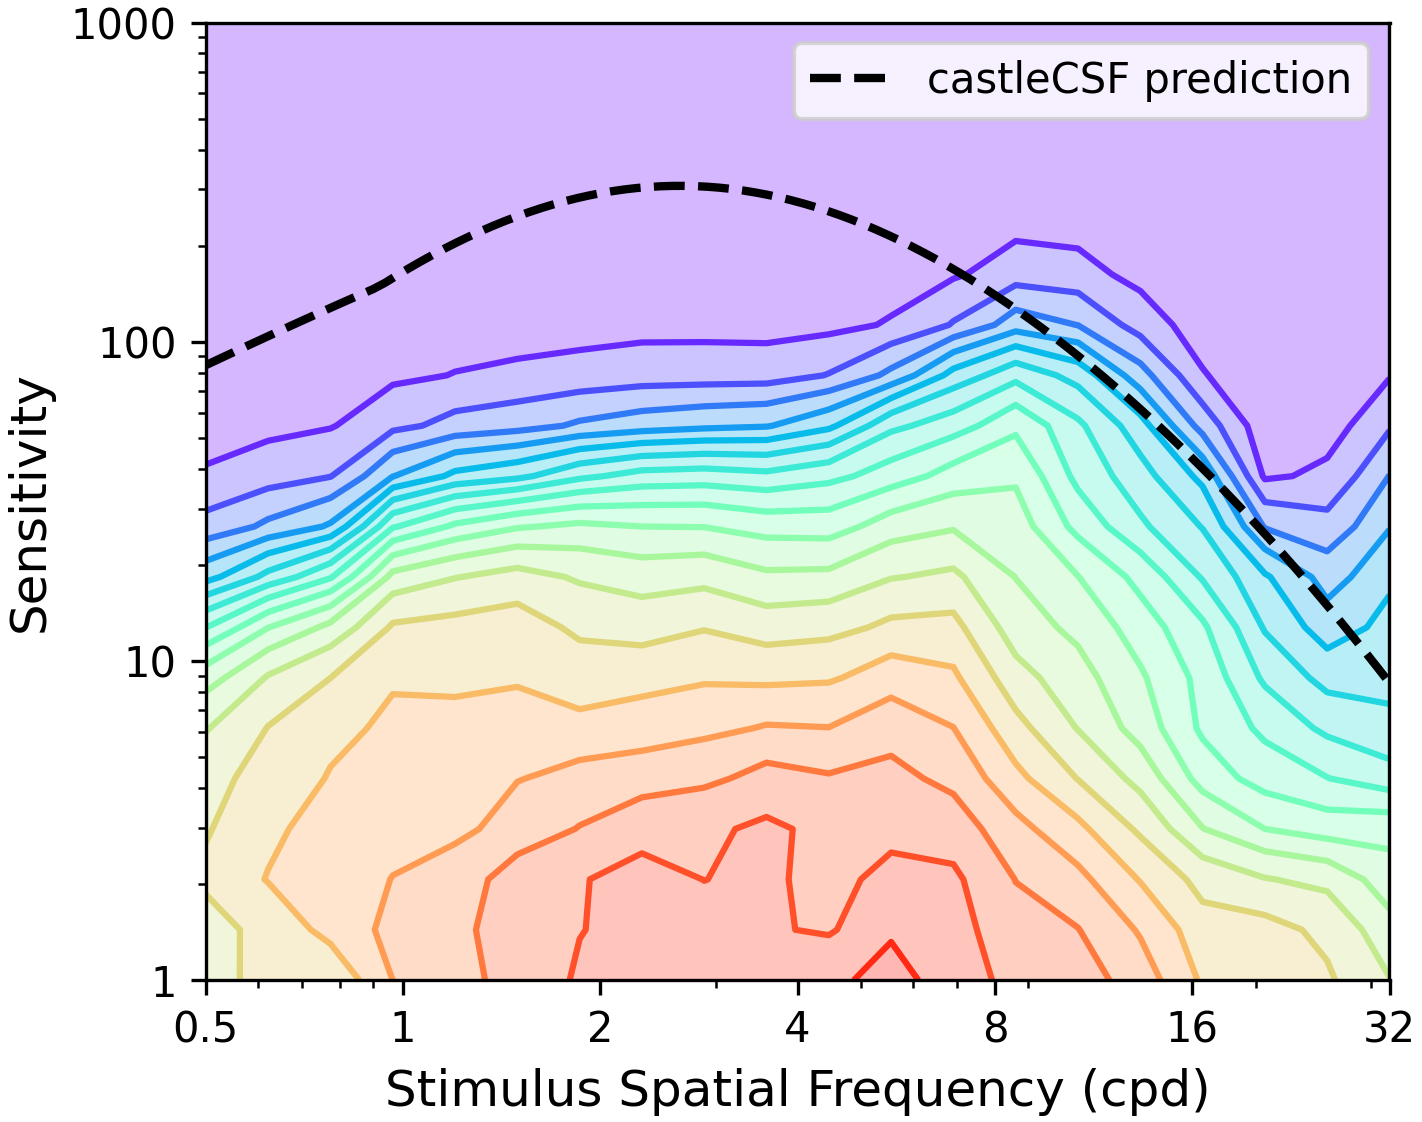 1000
castleCSF prediction
100
Sensitivity
10
1
0.5 1 2 4 8 16 32
Stimulus Spatial Frequency (cpd)